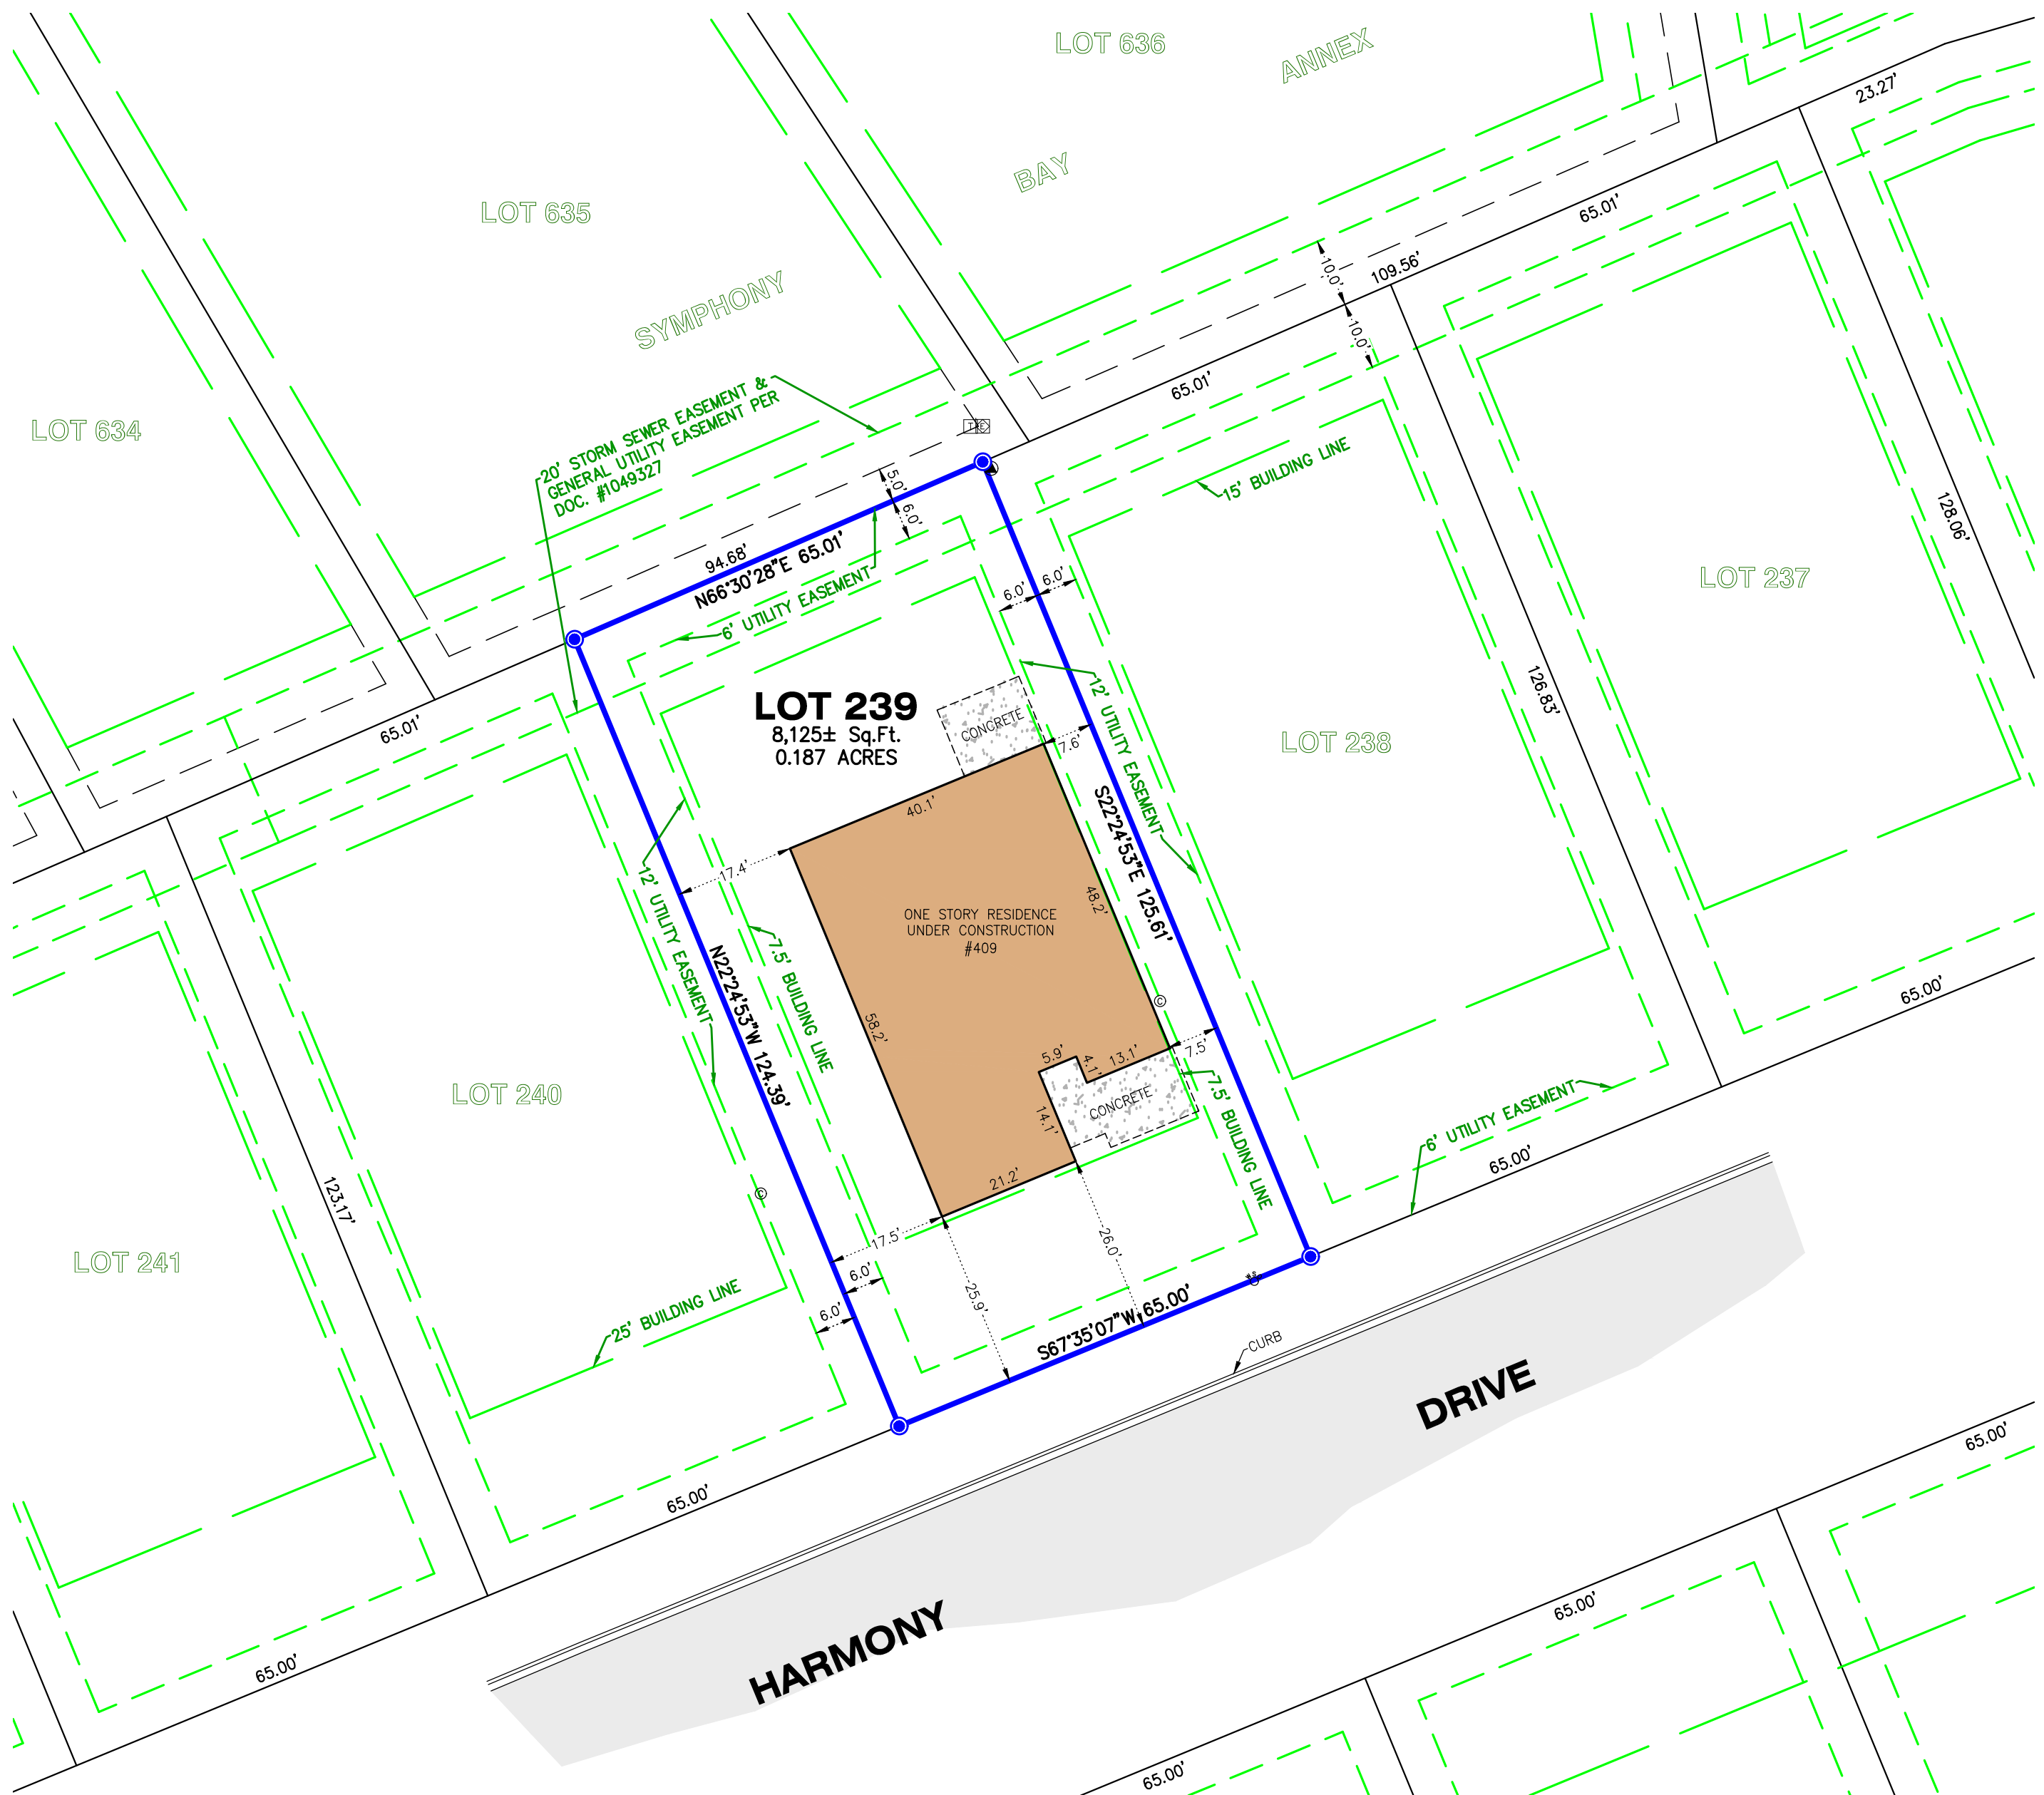 LOT 636
ANNEX
23.27'
BAY
LOT 635
65.01'
109.56'
10.0'
10.0'
SYMPHONY
65.01'
LOT 634
20' STORM SEWER EASEMENT &
GENERAL UTILITY EASEMENT PER
DOC. #1049327
T
E
15' BUILDING LINE
5.0'
6.0'
128.06'
94.68'
N66°30'28"E 65.01'
6' UTILITY EASEMENT
6.0'
6.0'
LOT 237
65.01'
LOT 239
8,125± Sq.Ft.
0.187 ACRES
CONCRETE
7.6'
12' UTILITY EASEMENT
126.83'
LOT 238
40.1'
17.4'
S22°24'53"E 125.61'
48.2'
ONE STORY RESIDENCE
UNDER CONSTRUCTION
#409
12' UTILITY EASEMENT
7.5' BUILDING LINE
N22°24'53"W 124.39'
58.2'
©
65.00'
5.9'
4.1'
13.1'
7.5'
CONCRETE
14.1'
7.5' BUILDING LINE
6' UTILITY EASEMENT
LOT 240
65.00'
21.2'
123.17'
©
17.5'
26.0'
LOT 241
6.0'
25.9'
6.0'
25' BUILDING LINE
S67°35'07"W 65.00'
CURB
DRIVE
65.00'
65.00'
HARMONY
65.00'
65.00'
65.00'